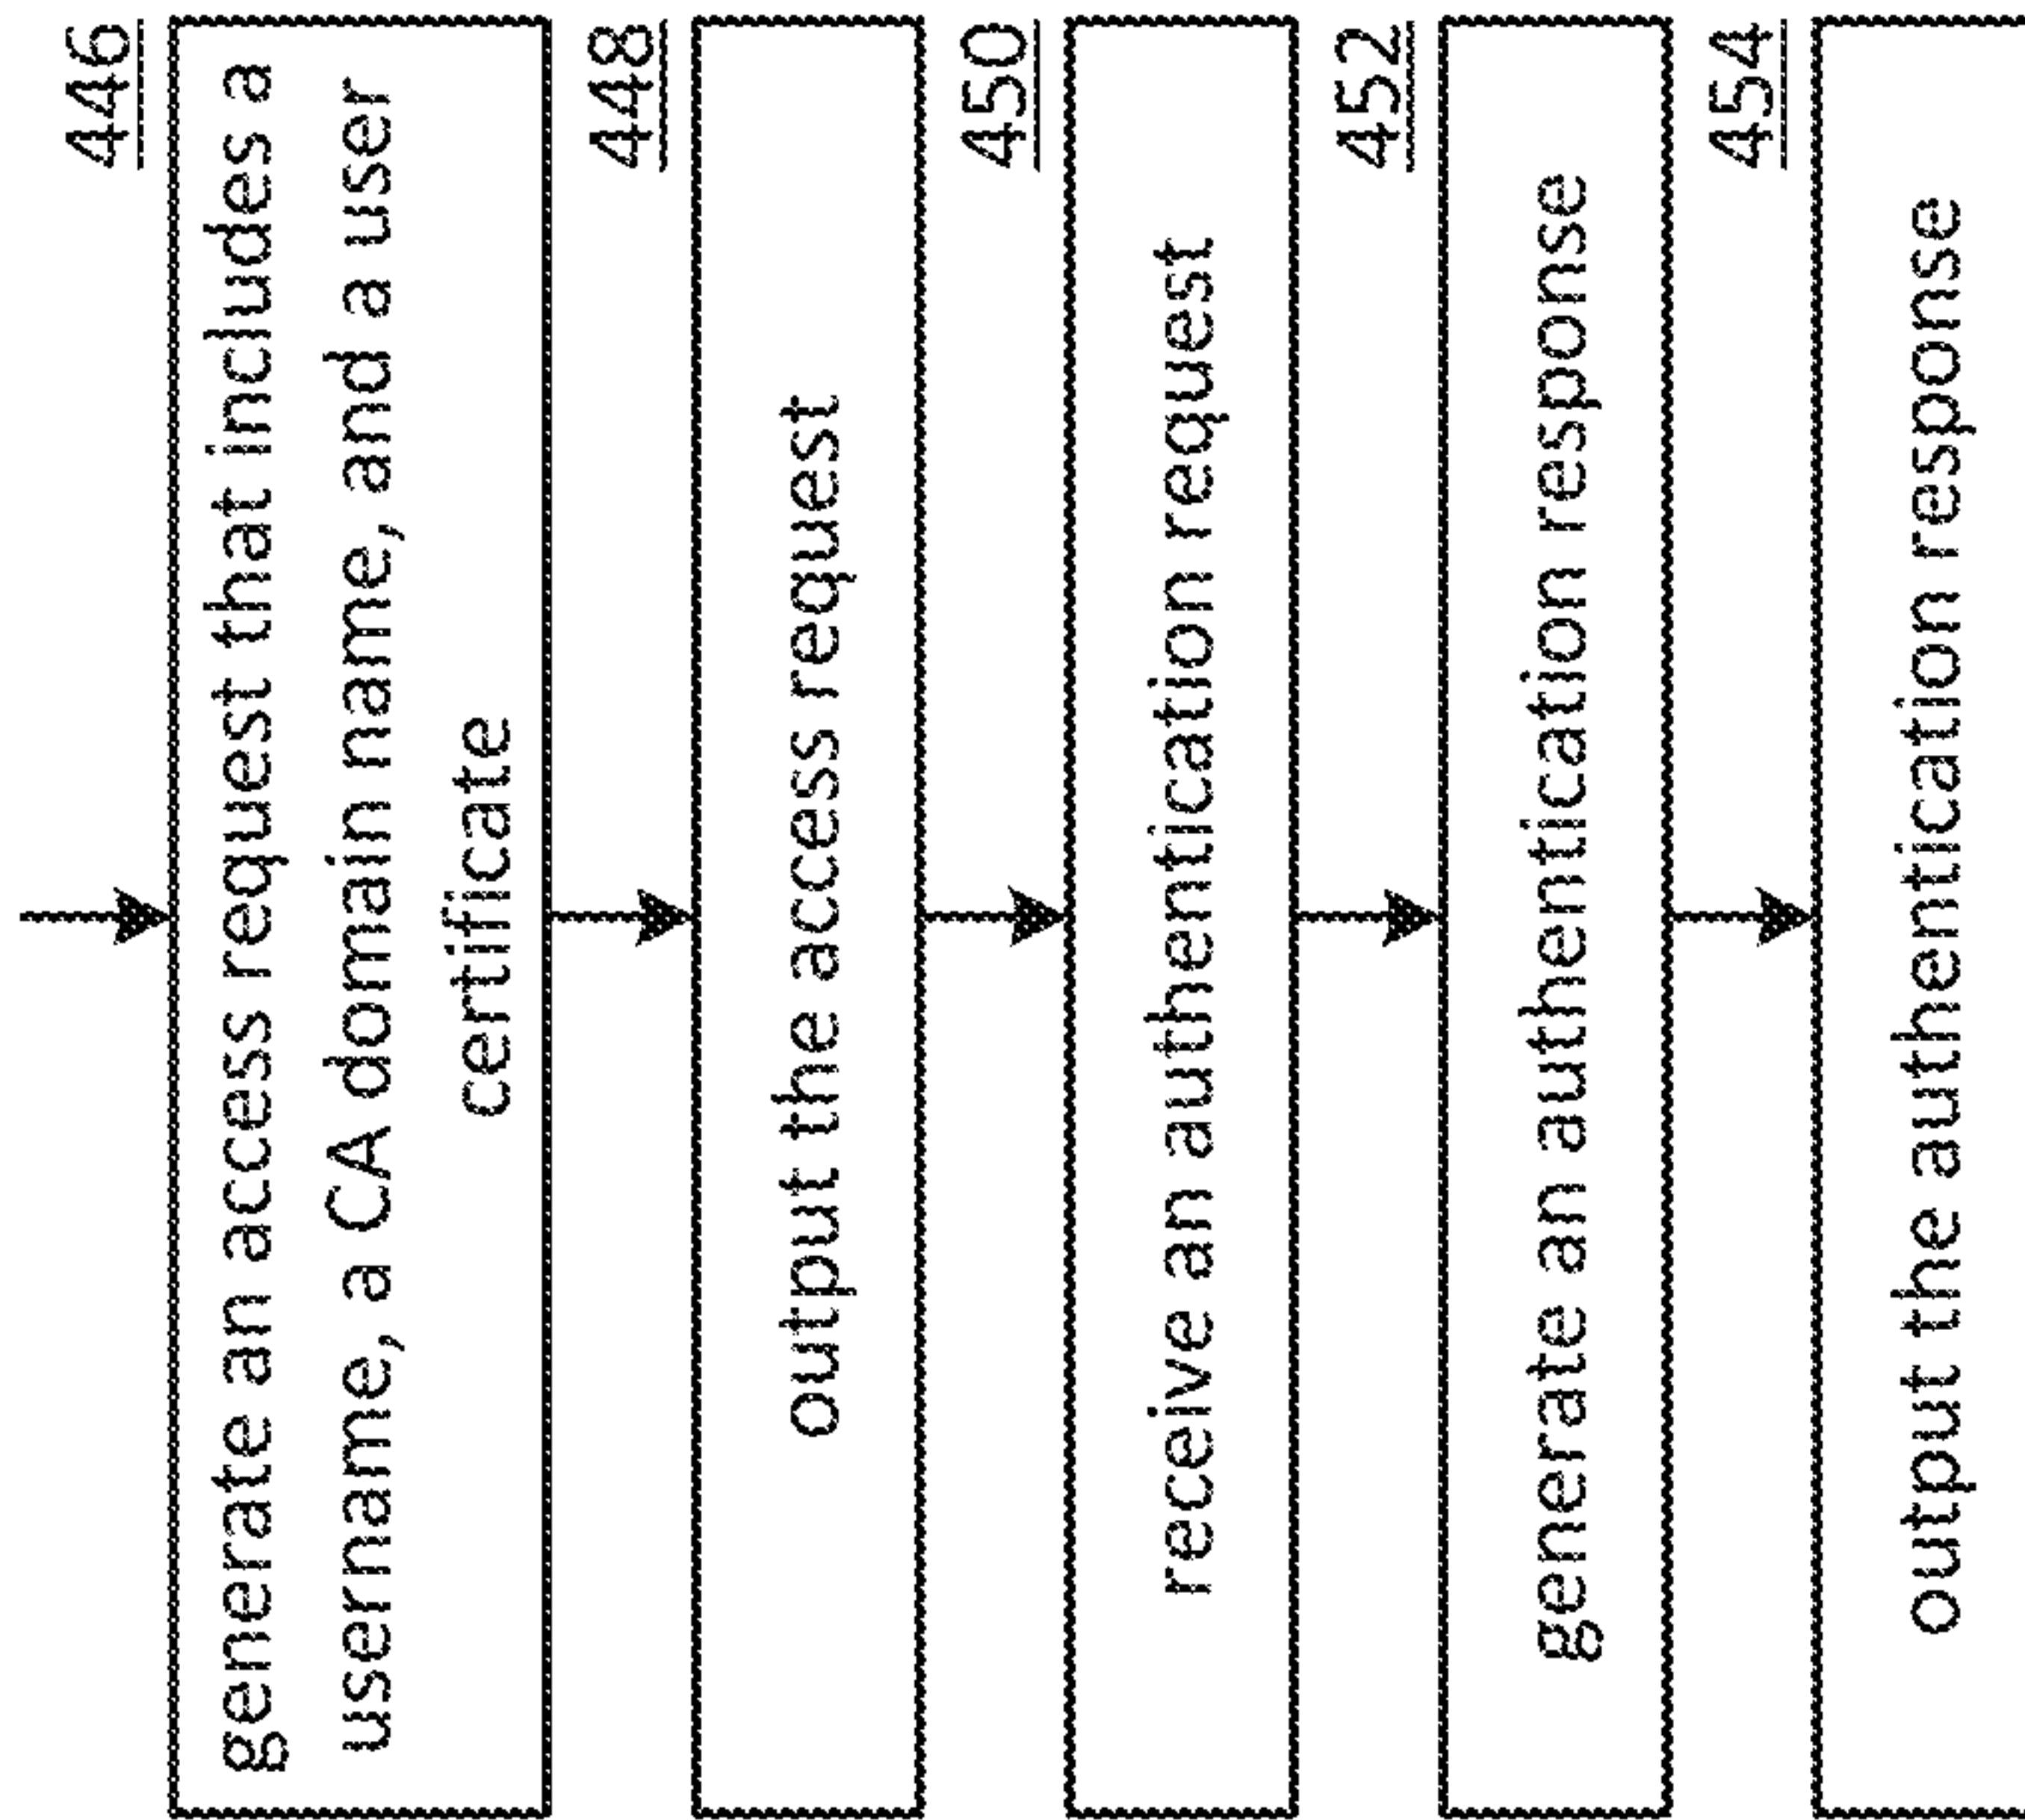 446
generate an access request that includes a
username, a CA domain name, and a user
certificate
448
output the access request
450
receive an authentication request
452
generate an authentication response
454
output the authentication response